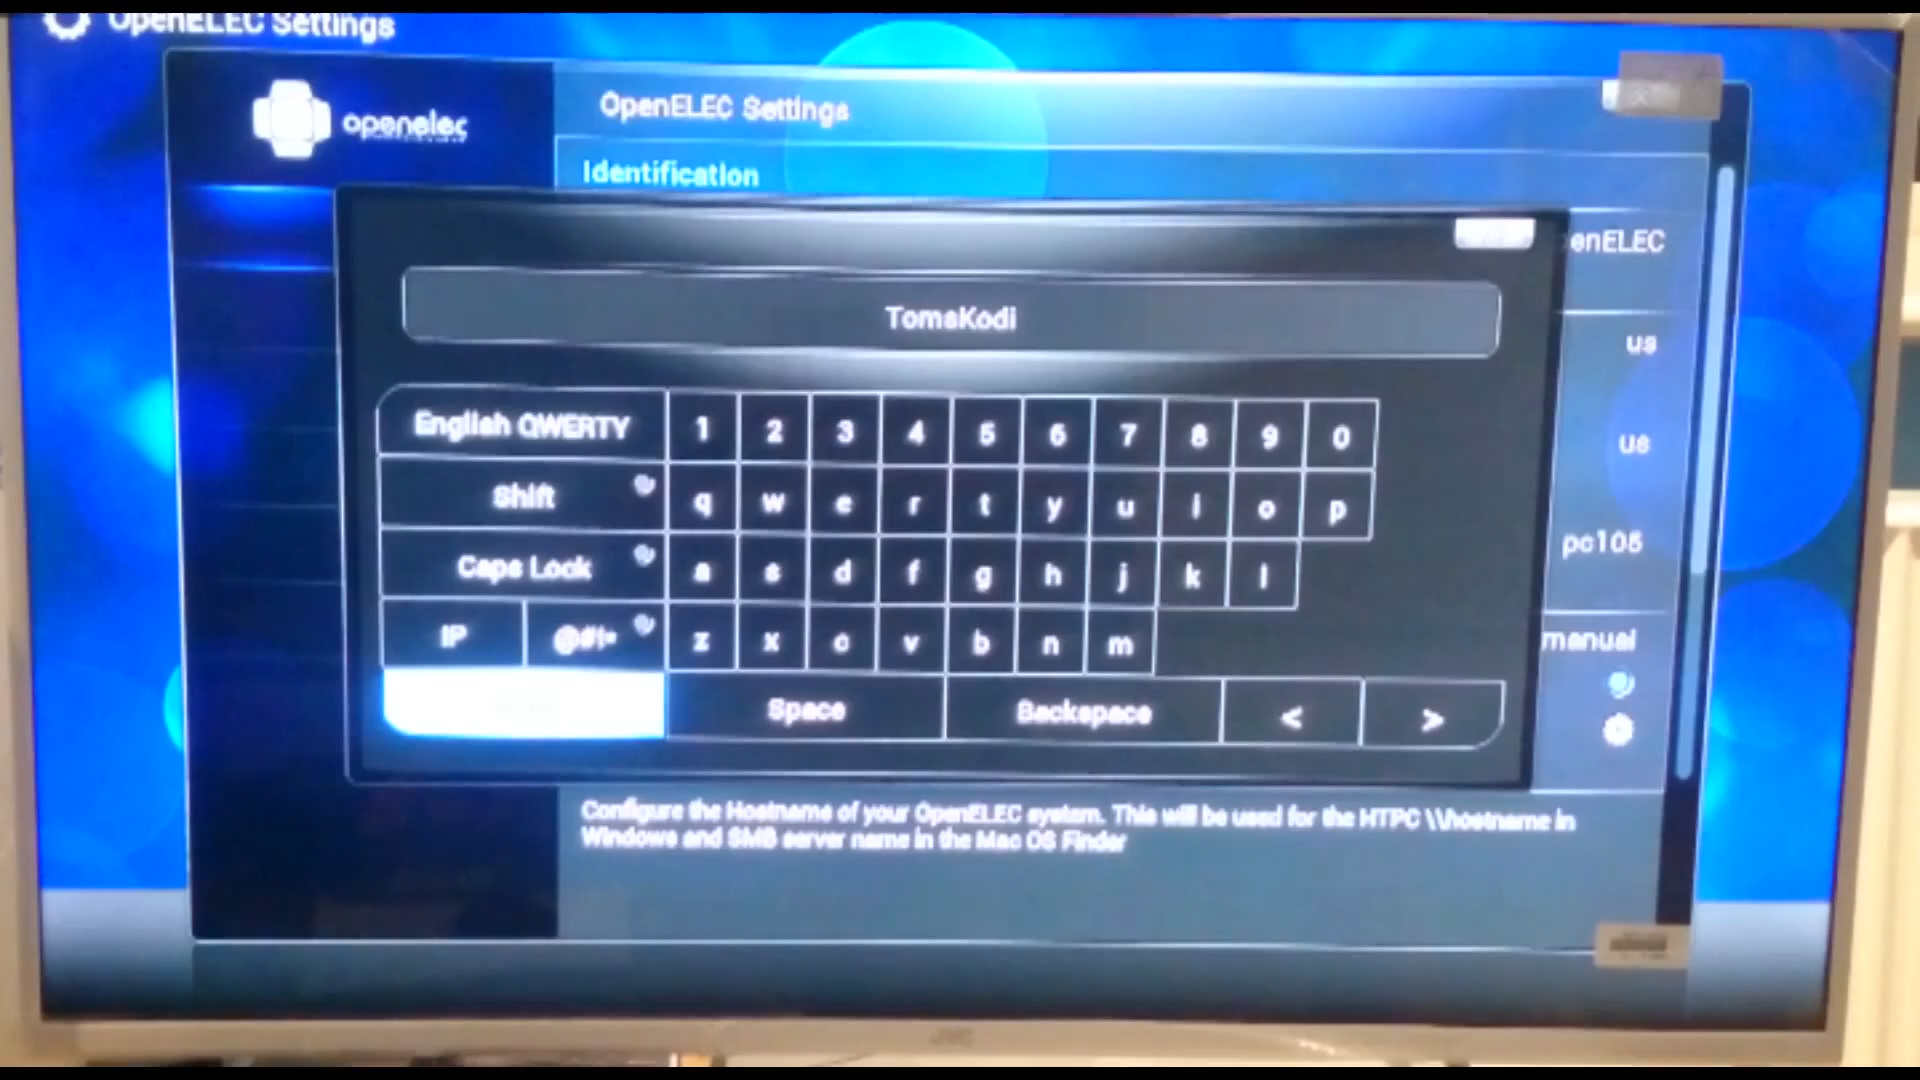 OpenELEC Settings
openelec
OpenELEC Settings
Identification
enELEC
TomsKodi
us
English QWERTY 1 2 3 4 5 6 7 8 9 0
us
Shift q w e r t y u i o p
pc105
Caps Lock a s d f g h j k l
IP @#! z x c v b n m
manual
Space Backspace < >
Configure the Hostname of your OpenELEC system. This will be used for the HTPC \\hostname in
Windows and SMB server name in the Mac OS Finder
JVC